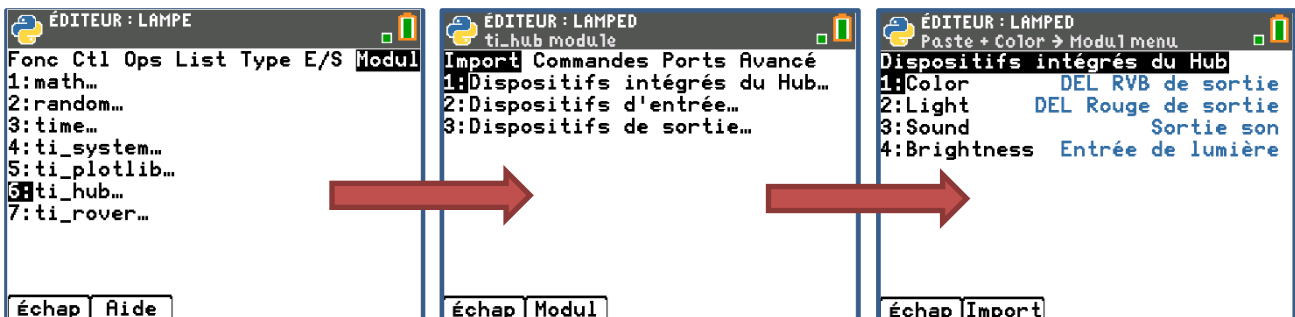 ÉDITEUR : LAMPE
Fonc Ctl Ops List Type E/S Modul
1:math…
2:random…
3:time…
4:ti_system…
5:ti_plotlib…
6:ti_hub…
7:ti_rover…
Échap Aide
ÉDITEUR : LAMPED
ti_hub module
Import Commandes Ports Avancé
1:Dispositifs intégrés du Hub…
2:Dispositifs d'entrée…
3:Dispositifs de sortie…
Échap Modul
ÉDITEUR : LAMPED
Paste + Color → Modul menu
Dispositifs intégrés du Hub
1:Color DEL RVB de sortie
2:Light DEL Rouge de sortie
3:Sound Sortie son
4:Brightness Entrée de lumière
Échap Import